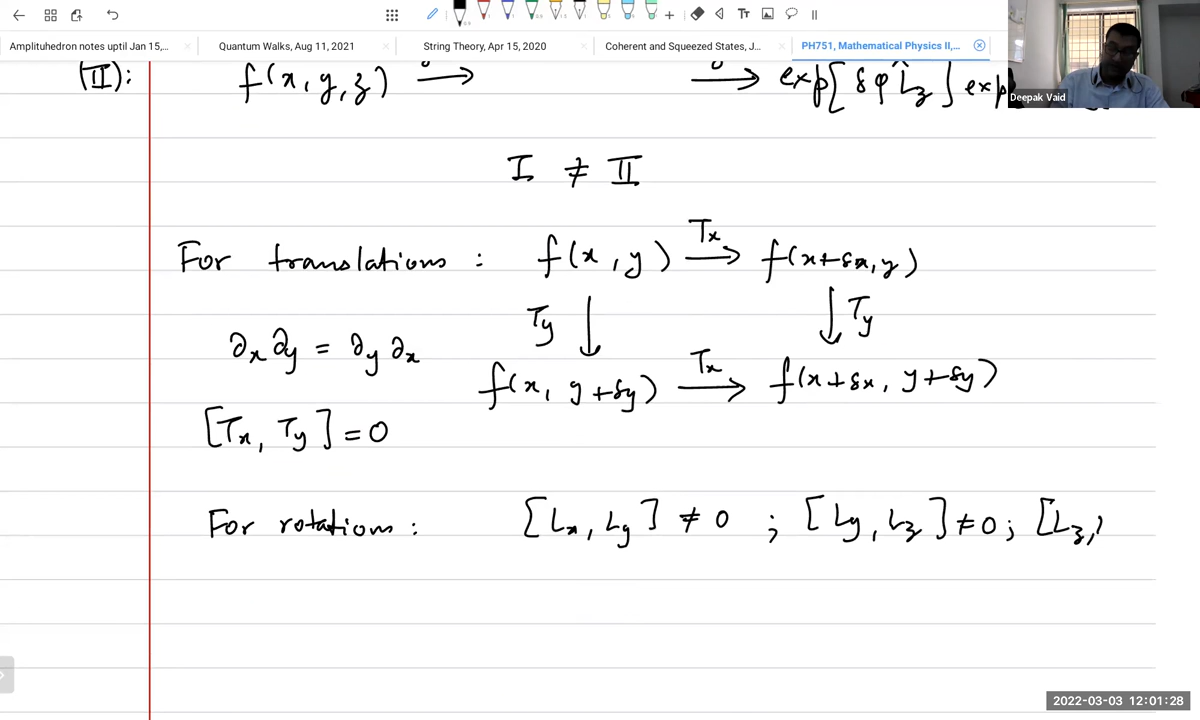 Amplituhedron notes uptil Jan 15,...
Quantum Walks, Aug 11, 2021
String Theory, Apr 15, 2020
Coherent and Squeezed States, J...
PH751, Mathematical Physics II,...
Deepak Vaid
(II): f(x, y, z) → → exp[δφ L̂z] exp
I ≠ II
For translations : f(x, y) Tx→ f(x+δx, y)
Ty ↓ ↓ Ty
∂x ∂y = ∂y ∂x
f(x, y+δy) Tx→ f(x+δx, y+δy)
[Tx, Ty] = 0
For rotations : [Lx, Ly] ≠ 0 ; [Ly, Lz] ≠ 0 ; [Lz,
2022-03-03 12:01:28